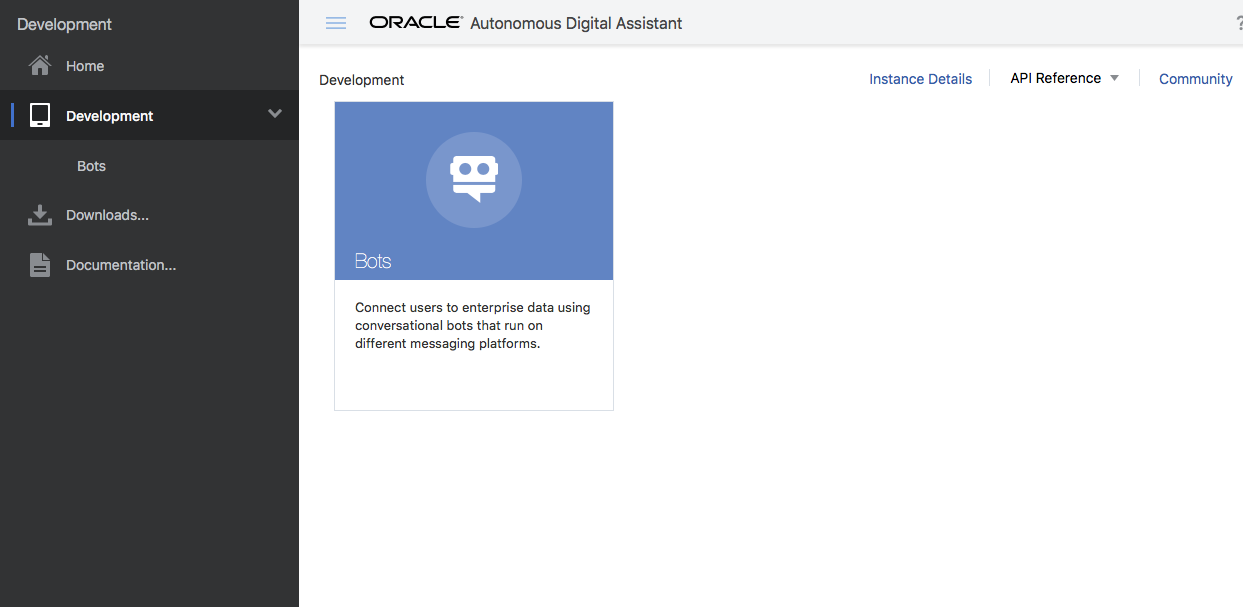 Development
Home
Development
Bots
Downloads...
Documentation...
ORACLE® Autonomous Digital Assistant
?
Development
Instance Details
API Reference
Community
Bots
Connect users to enterprise data using
conversational bots that run on
different messaging platforms.